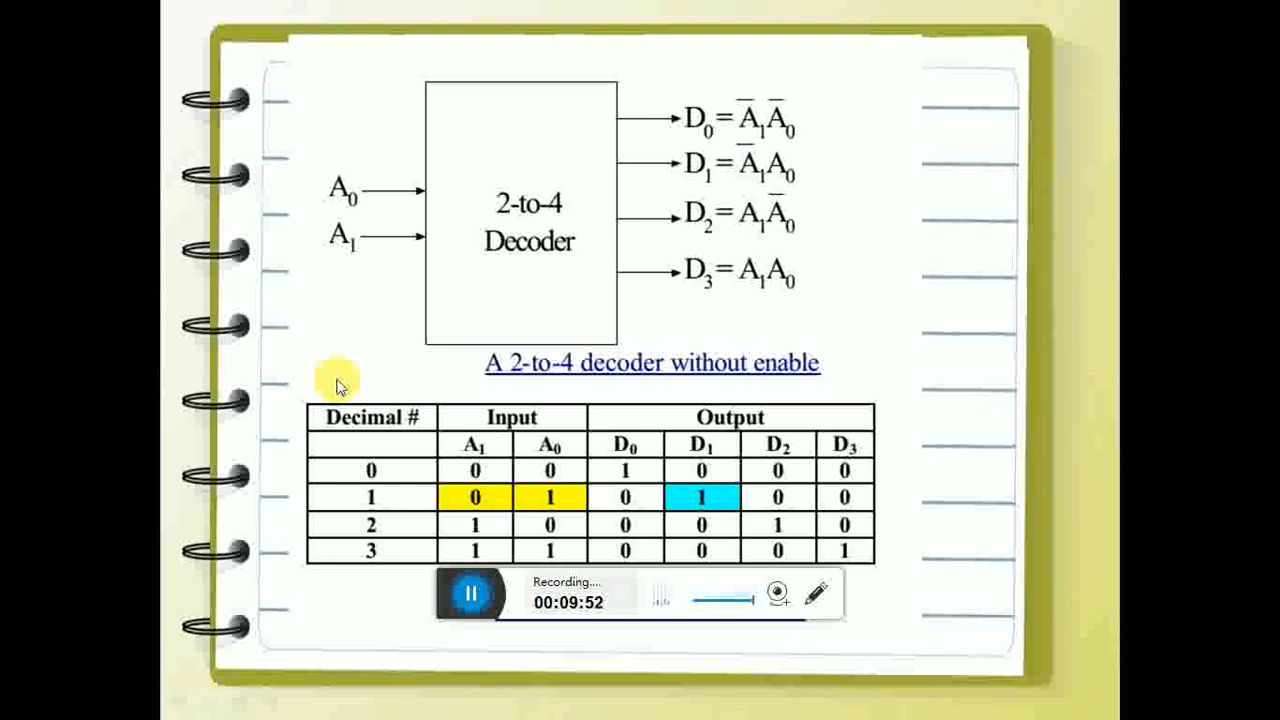 D₀ = A̅₁A̅₀
D₁ = A̅₁A₀
A₀
2-to-4
Decoder
D₂ = A₁A̅₀
A₁
D₃ = A₁A₀
A 2-to-4 decoder without enable
Decimal # Input Output
A₁ A₀ D₀ D₁ D₂ D₃
0 0 0 1 0 0 0
1 0 1 0 1 0 0
2 1 0 0 0 1 0
3 1 1 0 0 0 1
Recording....
00:09:52